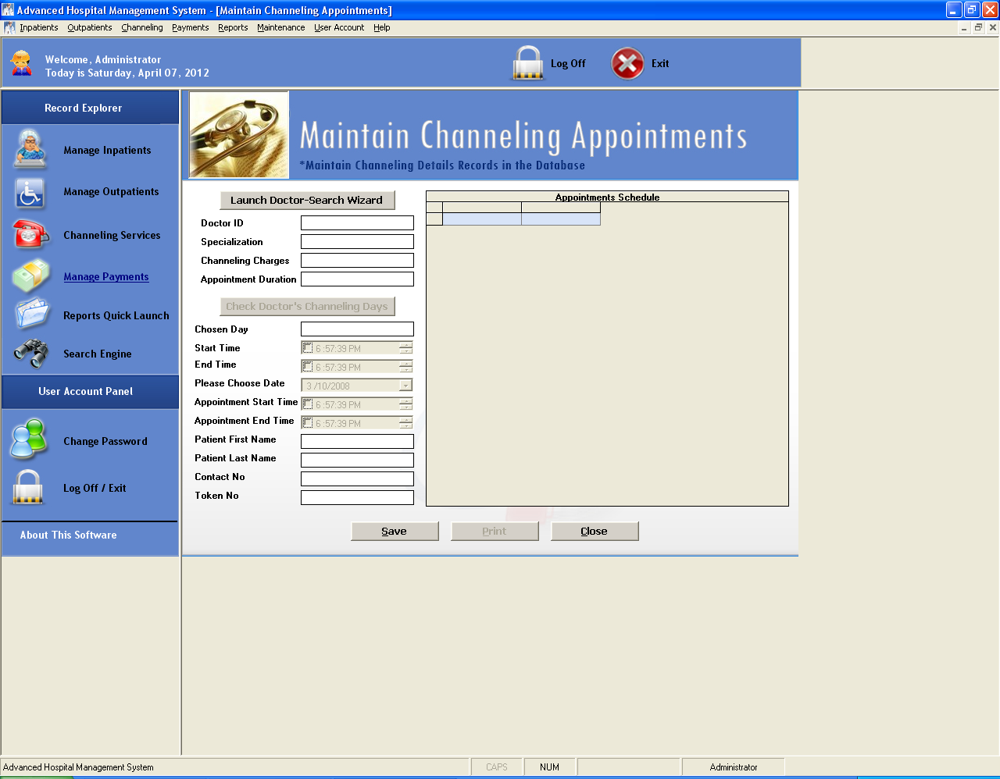 Advanced Hospital Management System - [Maintain Channeling Appointments]
Inpatients Outpatients Channeling Payments Reports Maintenance User Account Help
Welcome, Administrator
Today is Saturday, April 07, 2012
Log Off
Exit
Record Explorer
Manage Inpatients
Manage Outpatients
Channeling Services
Manage Payments
Reports Quick Launch
Search Engine
User Account Panel
Change Password
Log Off / Exit
About This Software
Maintain Channeling Appointments
*Maintain Channeling Details Records in the Database
Launch Doctor-Search Wizard
Doctor ID
Specialization
Channeling Charges
Appointment Duration
Check Doctor's Channeling Days
Chosen Day
Start Time 6:57:39 PM
End Time 6:57:39 PM
Please Choose Date 3/10/2008
Appointment Start Time 6:57:39 PM
Appointment End Time 6:57:39 PM
Patient First Name
Patient Last Name
Contact No
Token No
Appointments Schedule
Save
Print
Close
Advanced Hospital Management System CAPS NUM Administrator